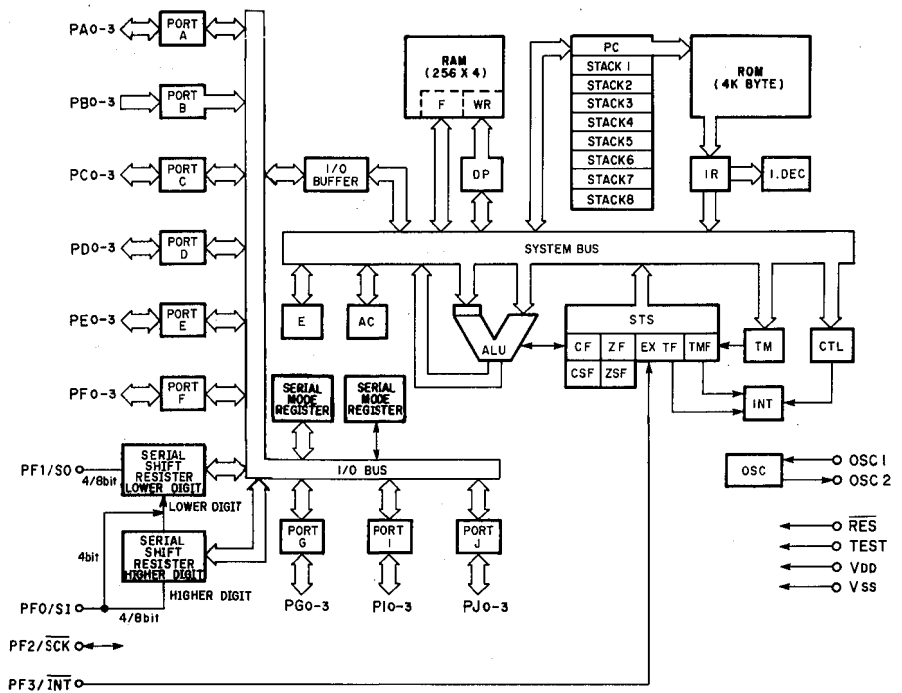 PA0-3
PORT
A
PB0-3
PORT
B
PC0-3
PORT
C
PD0-3
PORT
D
PE0-3
PORT
E
PF0-3
PORT
F
I/O
BUFFER
RAM
(256 X 4)
F
WR
DP
PC
STACK 1
STACK2
STACK3
STACK4
STACK5
STACK6
STACK7
STACK8
ROM
(4K BYTE)
IR
I.DEC
SYSTEM BUS
E
AC
ALU
STS
CF
ZF
EX TF
TMF
CSF
ZSF
TM
CTL
INT
SERIAL
MODE
REGISTER
SERIAL
MODE
REGISTER
I/O BUS
PF1/SO
4/8bit
SERIAL
SHIFT
RESISTER
LOWER DIGIT
LOWER DIGIT
4bit
SERIAL
SHIFT
RESISTER
HIGHER DIGIT
HIGHER DIGIT
PF0/SI
4/8bit
PF2/SCK
PF3/INT
PORT
G
PORT
I
PORT
J
PG0-3
PI0-3
PJ0-3
OSC
OSC 1
OSC 2
RES
TEST
VDD
VSS